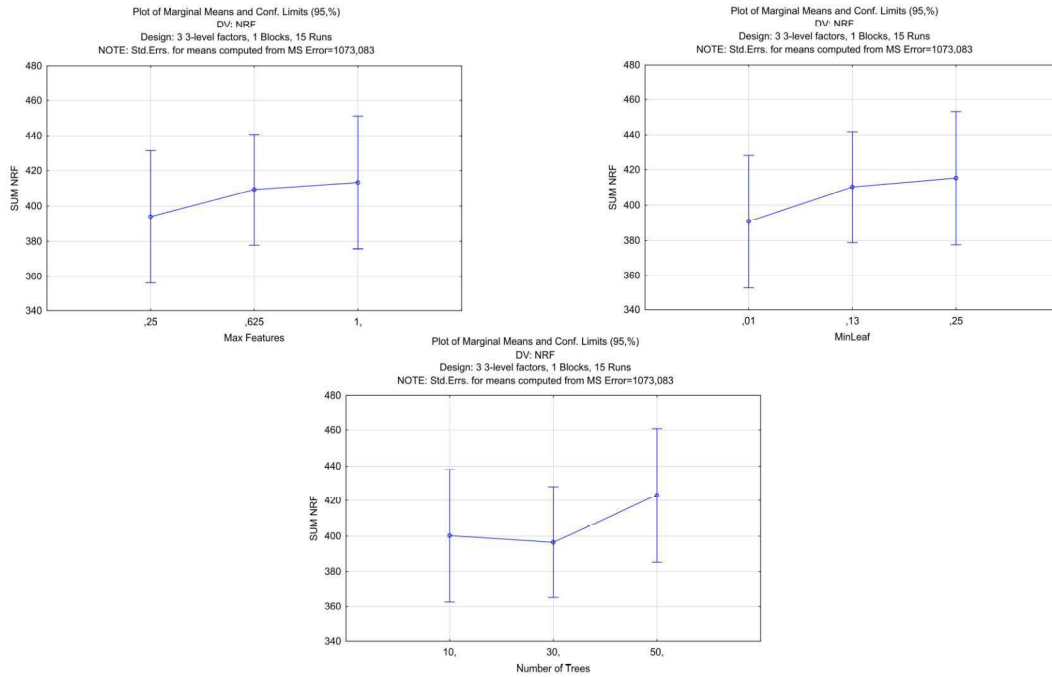 Plot of Marginal Means and Conf. Limits (95,%)
DV: NRF
Design: 3 3-level factors, 1 Blocks, 15 Runs
NOTE: Std.Errs. for means computed from MS Error=1073,083
480
460
440
420
400
380
360
340
SUM NRF
,25 ,625 1,
Max Features
Plot of Marginal Means and Conf. Limits (95,%)
DV: NRF
Design: 3 3-level factors, 1 Blocks, 15 Runs
NOTE: Std.Errs. for means computed from MS Error=1073,083
480
460
440
420
400
380
360
340
SUM NRF
,01 ,13 ,25
MinLeaf
Plot of Marginal Means and Conf. Limits (95,%)
DV: NRF
Design: 3 3-level factors, 1 Blocks, 15 Runs
NOTE: Std.Errs. for means computed from MS Error=1073,083
480
460
440
420
400
380
360
340
SUM NRF
10, 30, 50,
Number of Trees